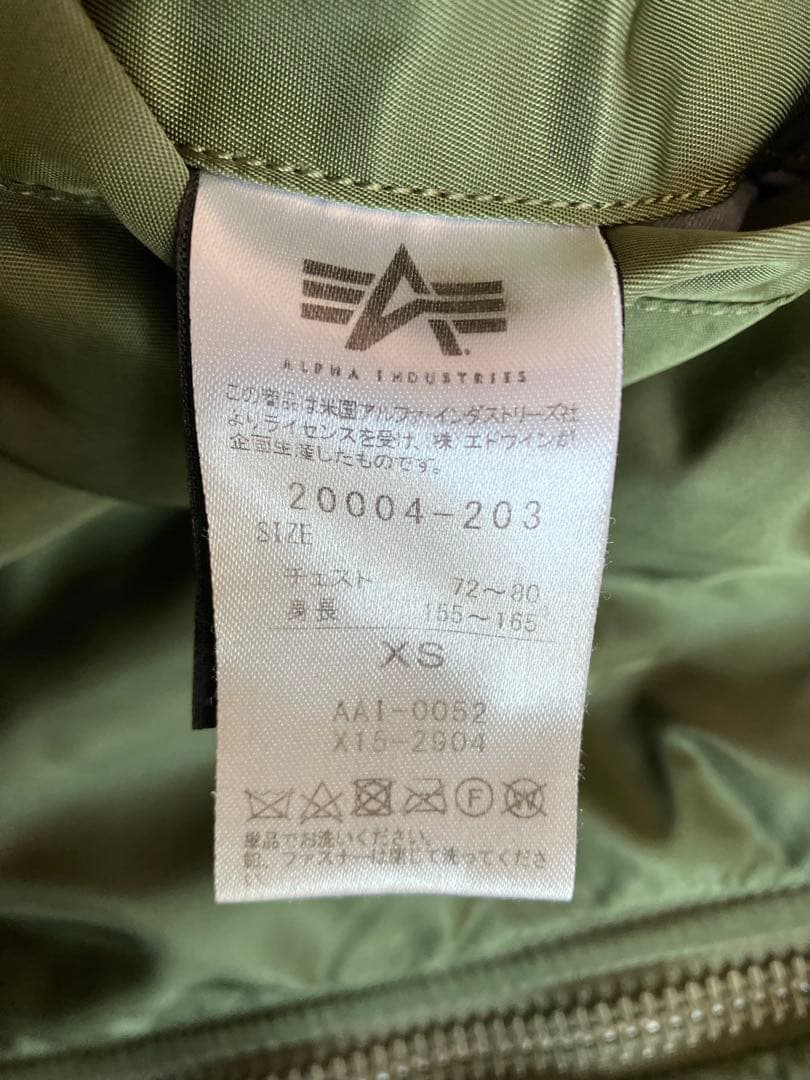 ALPHA INDUSTRIES
この商品は米国アルファ・インダストリーズ社
よりライセンスを受け、株 エドウインが
企画生産したものです。
20004-203
SIZE
チェスト 72～80
身長 155～165
XS
AAI-0052
X15-2904
F W
単品でお洗いください。
釦、ファスナーは閉じて洗ってくださ
い。